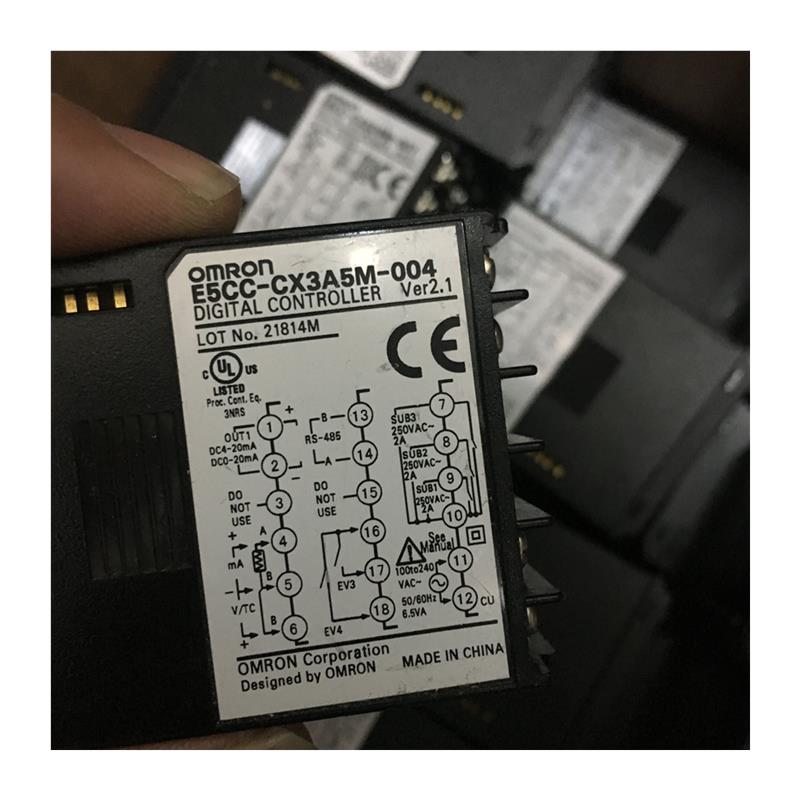 OMRON
E5CC-CX3A5M-004
DIGITAL CONTROLLER Ver2.1
LOT No. 21814M
C UL US
LISTED
Proc. Cont. Eq.
3NRS
CE
OUT1
DC4-20mA
DC0-20mA
+
1
2
−
DO
NOT
USE
3
+
mA
A
4
−
V/TC
B
5
+
B
6
B
RS-485
A
13
14
DO
NOT
USE
15
16
EV3
17
EV4
18
SUB3
250VAC~
2A
7
SUB2
250VAC~
2A
8
SUB1
250VAC~
2A
9
10
See
Manual
100to240
VAC~
11
50/60Hz
6.5VA
12
CU
OMRON Corporation
Designed by OMRON
MADE IN CHINA